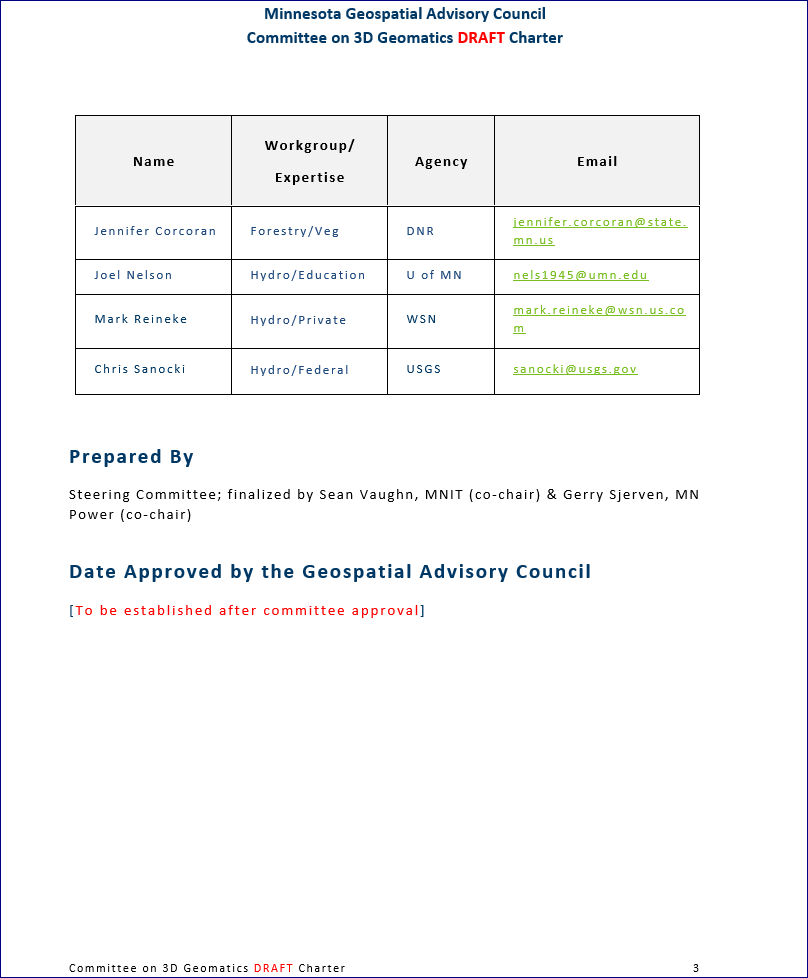 Minnesota Geospatial Advisory Council
Committee on 3D Geomatics DRAFT Charter
Name
Workgroup/
Expertise
Agency
Email
Jennifer Corcoran
Forestry/Veg
DNR
jennifer.corcoran@state.
mn.us
Joel Nelson
Hydro/Education
U of MN
nels1945@umn.edu
Mark Reineke
Hydro/Private
WSN
mark.reineke@wsn.us.co
m
Chris Sanocki
Hydro/Federal
USGS
sanocki@usgs.gov
Prepared By
Steering Committee; finalized by Sean Vaughn, MNIT (co-chair) & Gerry Sjerven, MN
Power (co-chair)
Date Approved by the Geospatial Advisory Council
[To be established after committee approval]
Committee on 3D Geomatics DRAFT Charter 3